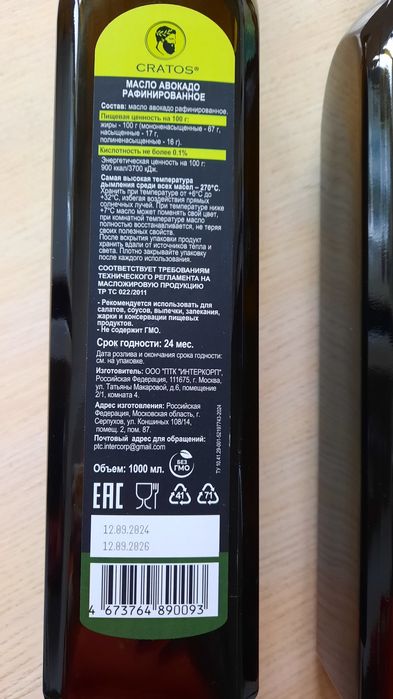 CRATOS®
МАСЛО АВОКАДО
РАФИНИРОВАННОЕ
Состав: масло авокадо рафинированное.
Пищевая ценность на 100 г:
жиры - 100 г (мононенасыщенные - 67 г,
насыщенные - 17 г,
полиненасыщенные - 16 г).
Кислотность не более 0.1%
Энергетическая ценность на 100 г:
900 ккал/3700 кДж.
Самая высокая температура
дымления среди всех масел – 270°С.
Хранить при температуре от +6°С до
+32°С, избегая воздействия прямых
солнечных лучей. При температуре ниже
+7°С масло может поменять свой цвет,
при комнатной температуре масло
полностью восстанавливается, не теряя
своих полезных свойств.
После вскрытия упаковки продукт
хранить вдали от источников тепла и
света. Плотно закрывайте упаковку
после каждого использования.
СООТВЕТСТВУЕТ ТРЕБОВАНИЯМ
ТЕХНИЧЕСКОГО РЕГЛАМЕНТА НА
МАСЛОЖИРОВУЮ ПРОДУКЦИЮ
ТР ТС 022/2011
- Рекомендуется использовать для
салатов, соусов, выпечки, запекания,
жарки и консервации пищевых
продуктов.
- Не содержит ГМО.
Срок годности: 24 мес.
Дата розлива и окончания срока годности:
см. на упаковке.
Изготовитель: ООО "ПТК "ИНТЕРКОРП",
Российская Федерация, 111675, г. Москва,
ул. Татьяны Макаровой, д.6, помещение
2/1, комната 4.
Адрес изготовления: Российская
Федерация, Московская область, г.
Серпухов, ул. Коншиных 108/14,
помещ. 2, пом. 87.
Почтовый адрес для обращений:
ptc.intercorp@gmail.com
Объем: 1000 мл.
БЕЗ
ГМО
ТУ 10.41.29-001-52197743-2024
EAC
41
71
12.09.2024
12.09.2026
4 673764 890093